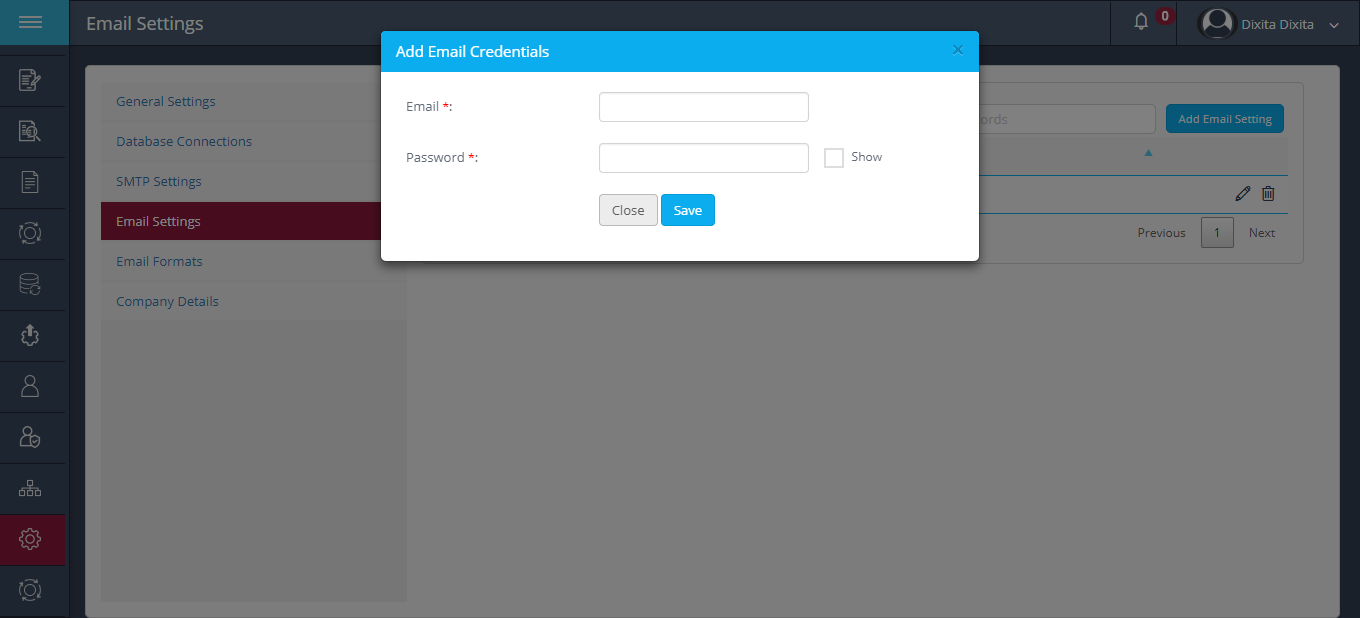 Email Settings
0
Dixita Dixita
Add Email Credentials
×
General Settings
Database Connections
SMTP Settings
Email Settings
Email Formats
Company Details
Email *:
Password *:
Show
Close
Save
Add Email Setting
Previous
1
Next